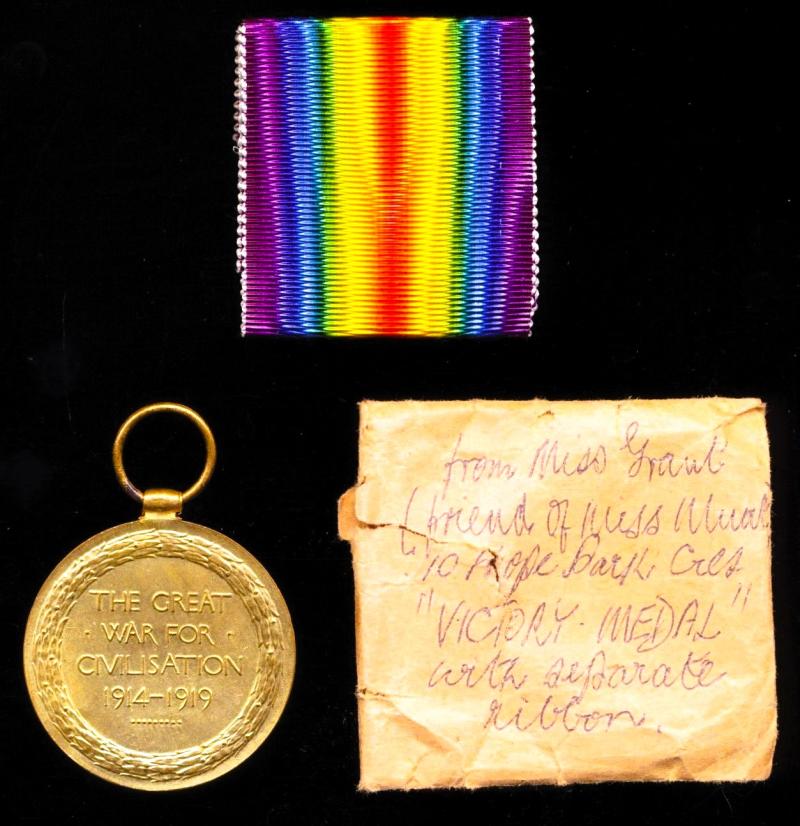 THE GREAT
· WAR FOR ·
CIVILISATION
1914-1919
from Miss Grant
(friend of Miss
10 Park Cres
"VICTORY. MEDAL"
with separate
ribbon.